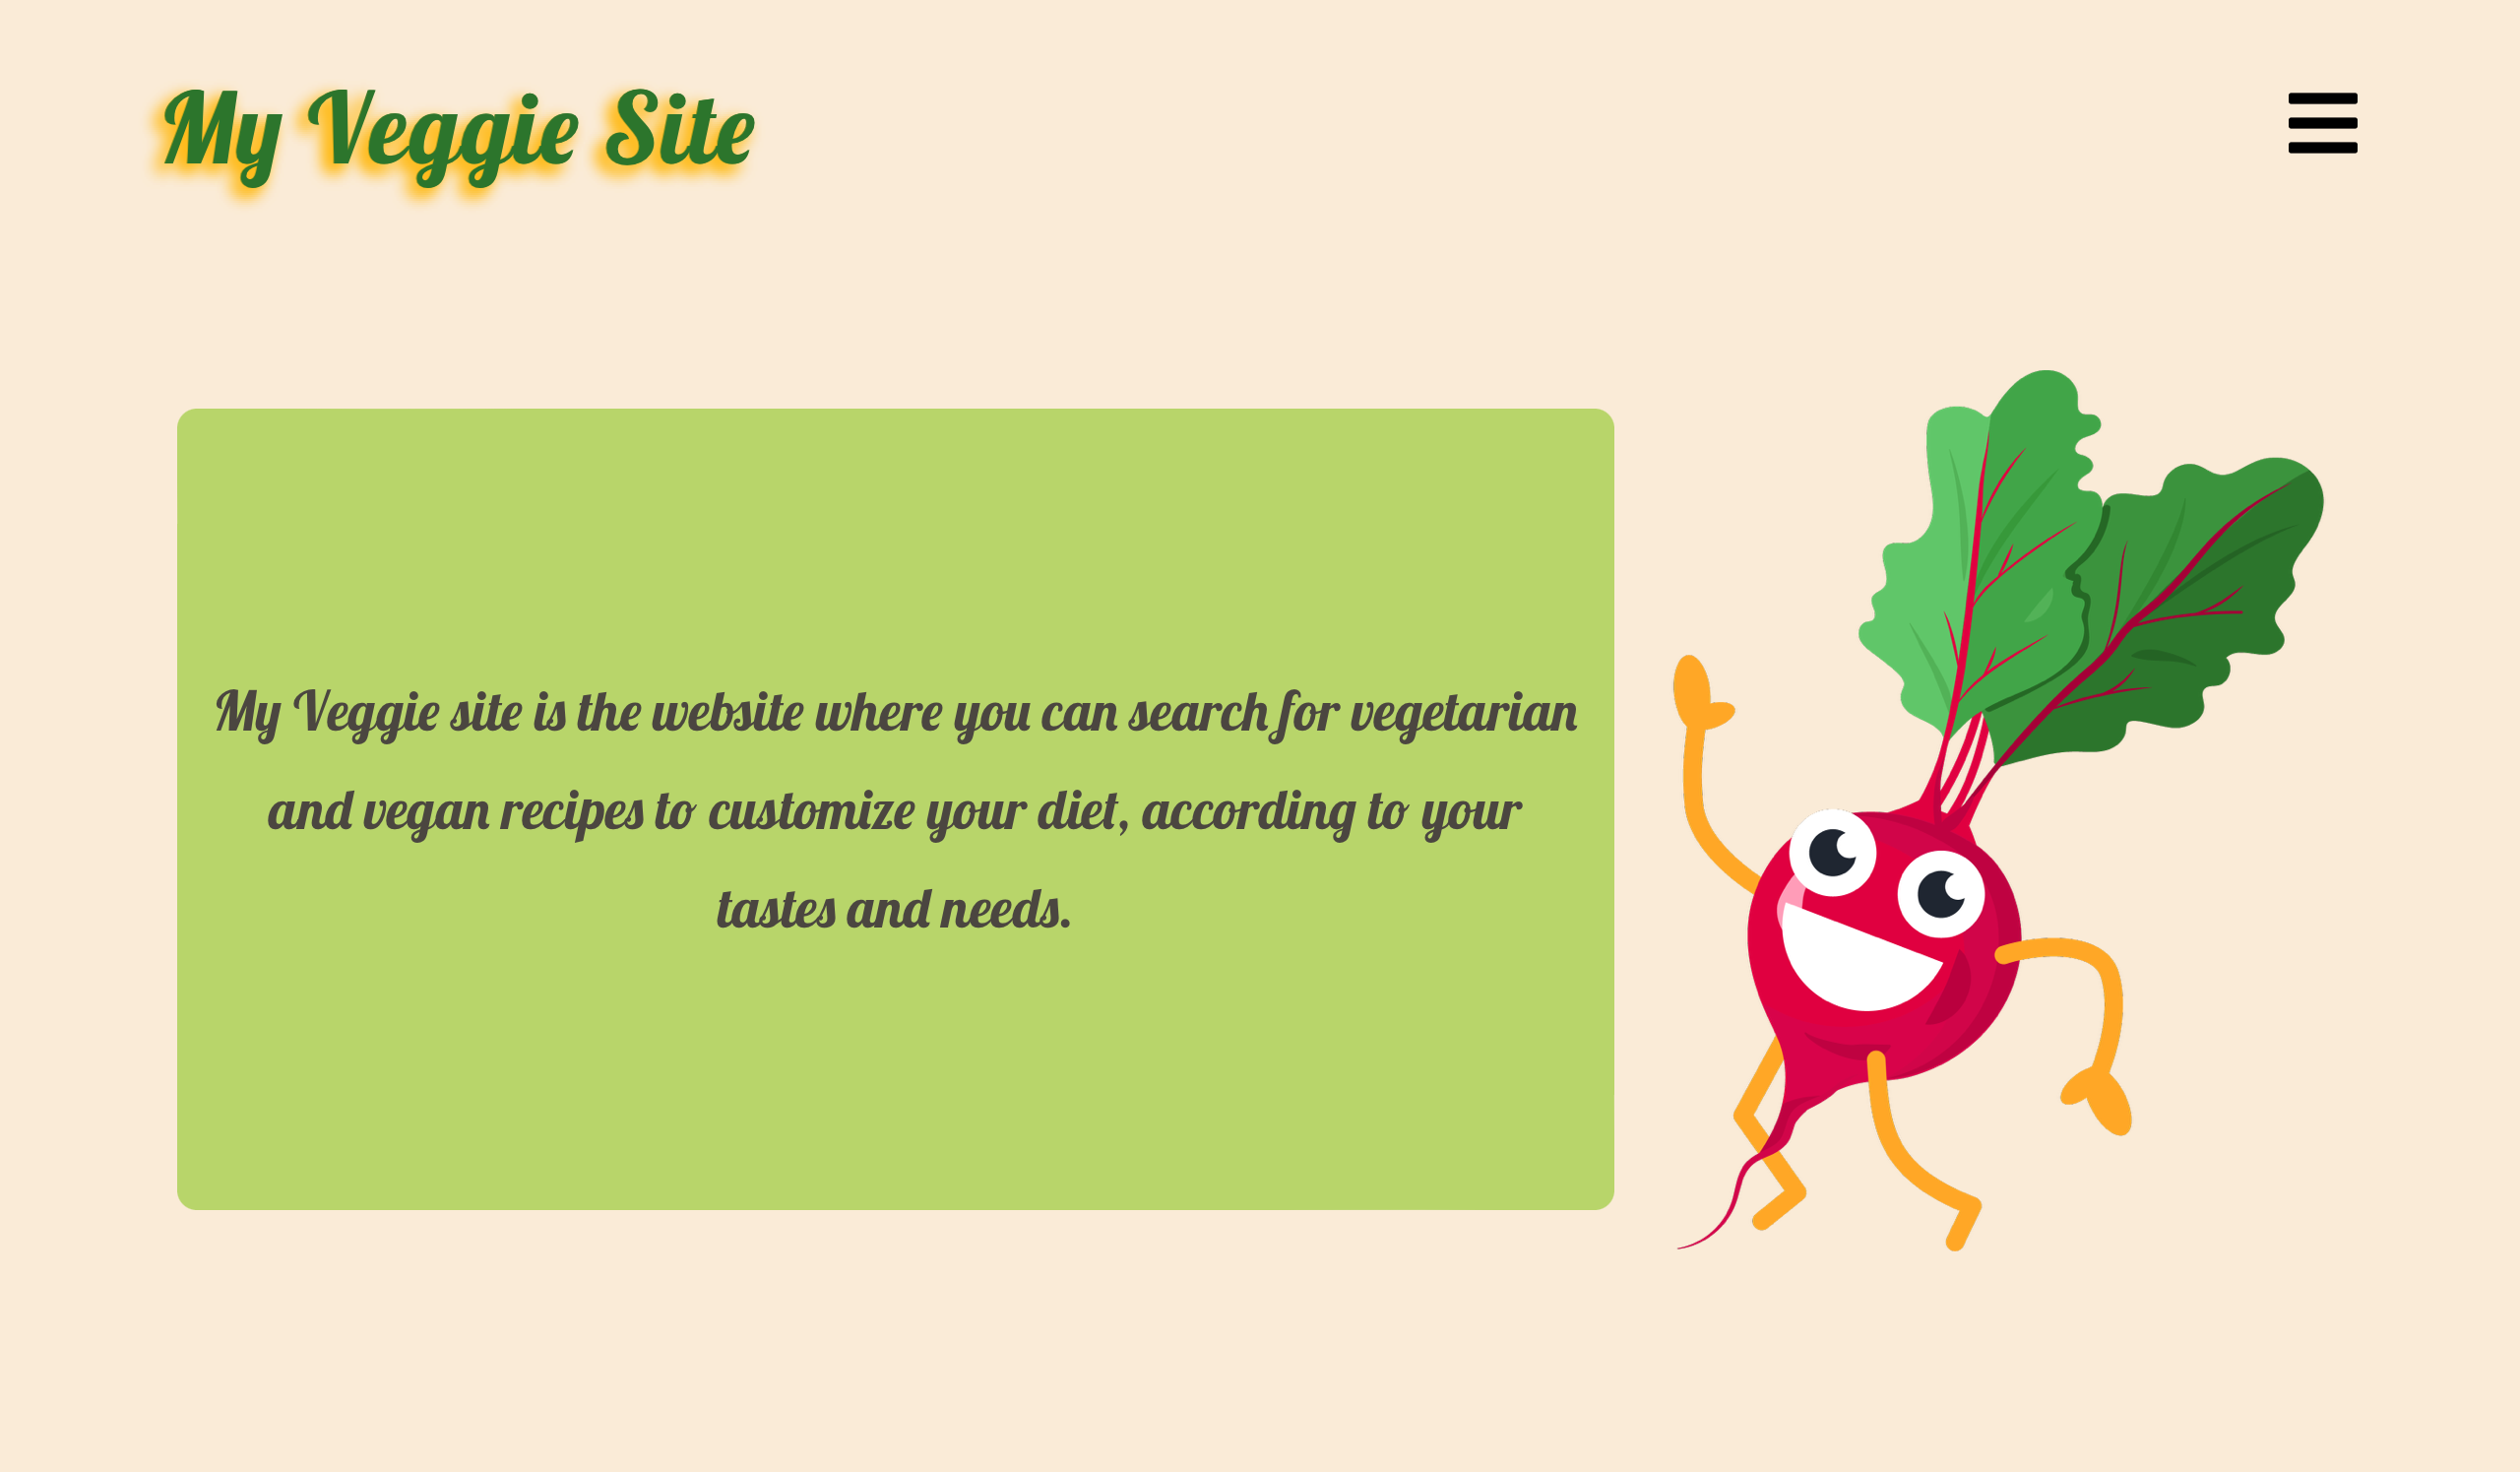 My Veggie Site
My Veggie site is the website where you can search for vegetarian
and vegan recipes to customize your diet, according to your
tastes and needs.